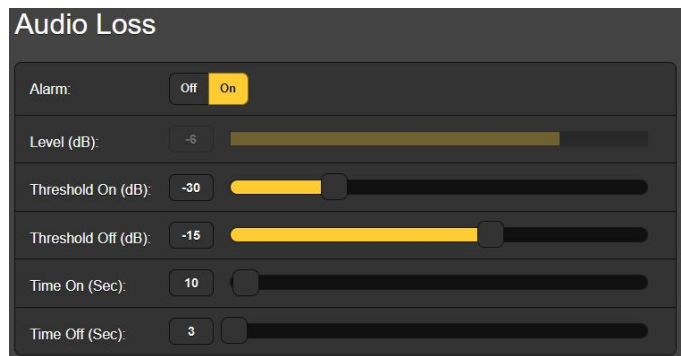 Audio Loss
Alarm: Off On
Level (dB): -6
Threshold On (dB): -30
Threshold Off (dB): -15
Time On (Sec): 10
Time Off (Sec): 3